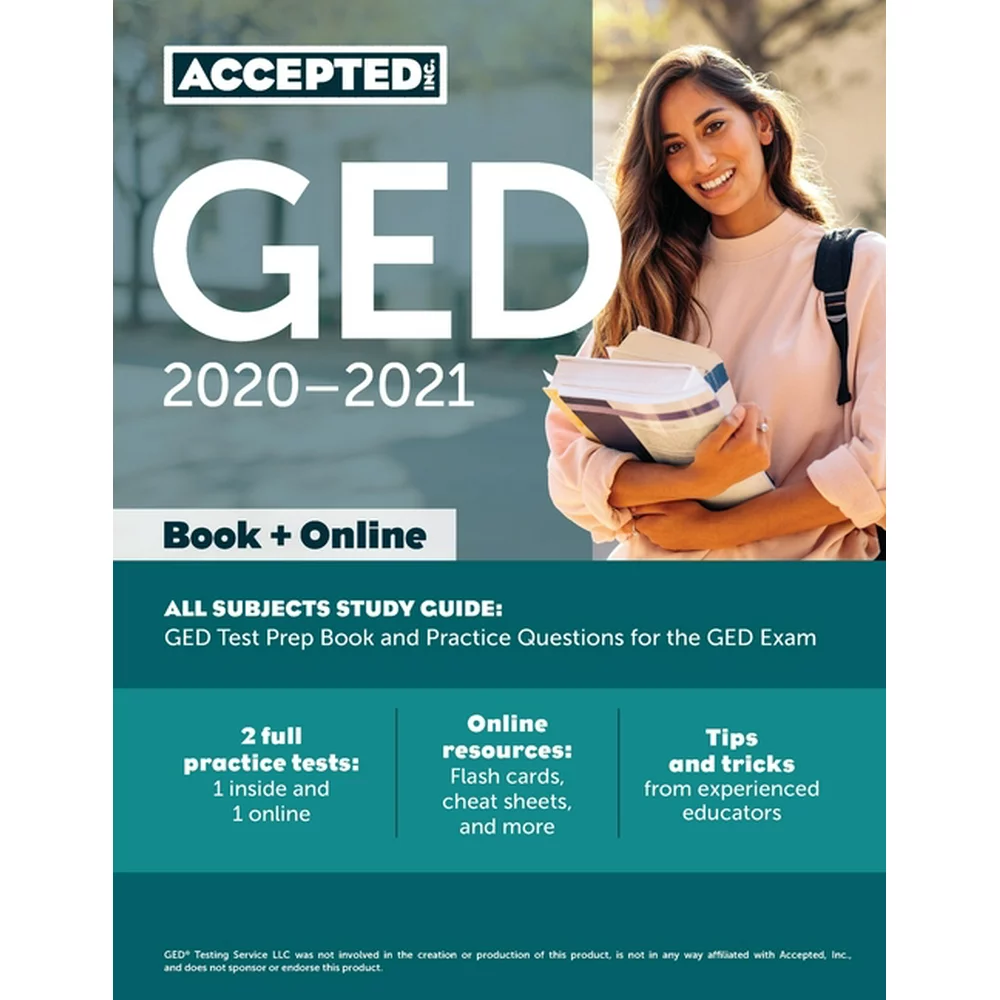 ACCEPTED INC.
GED
2020–2021
Book + Online
ALL SUBJECTS STUDY GUIDE:
GED Test Prep Book and Practice Questions for the GED Exam
2 full
practice tests:
1 inside and
1 online
Online
resources:
Flash cards,
cheat sheets,
and more
Tips
and tricks
from experienced
educators
GED® Testing Service LLC was not involved in the creation or production of this product, is not in any way affiliated with Accepted, Inc.,
and does not sponsor or endorse this product.